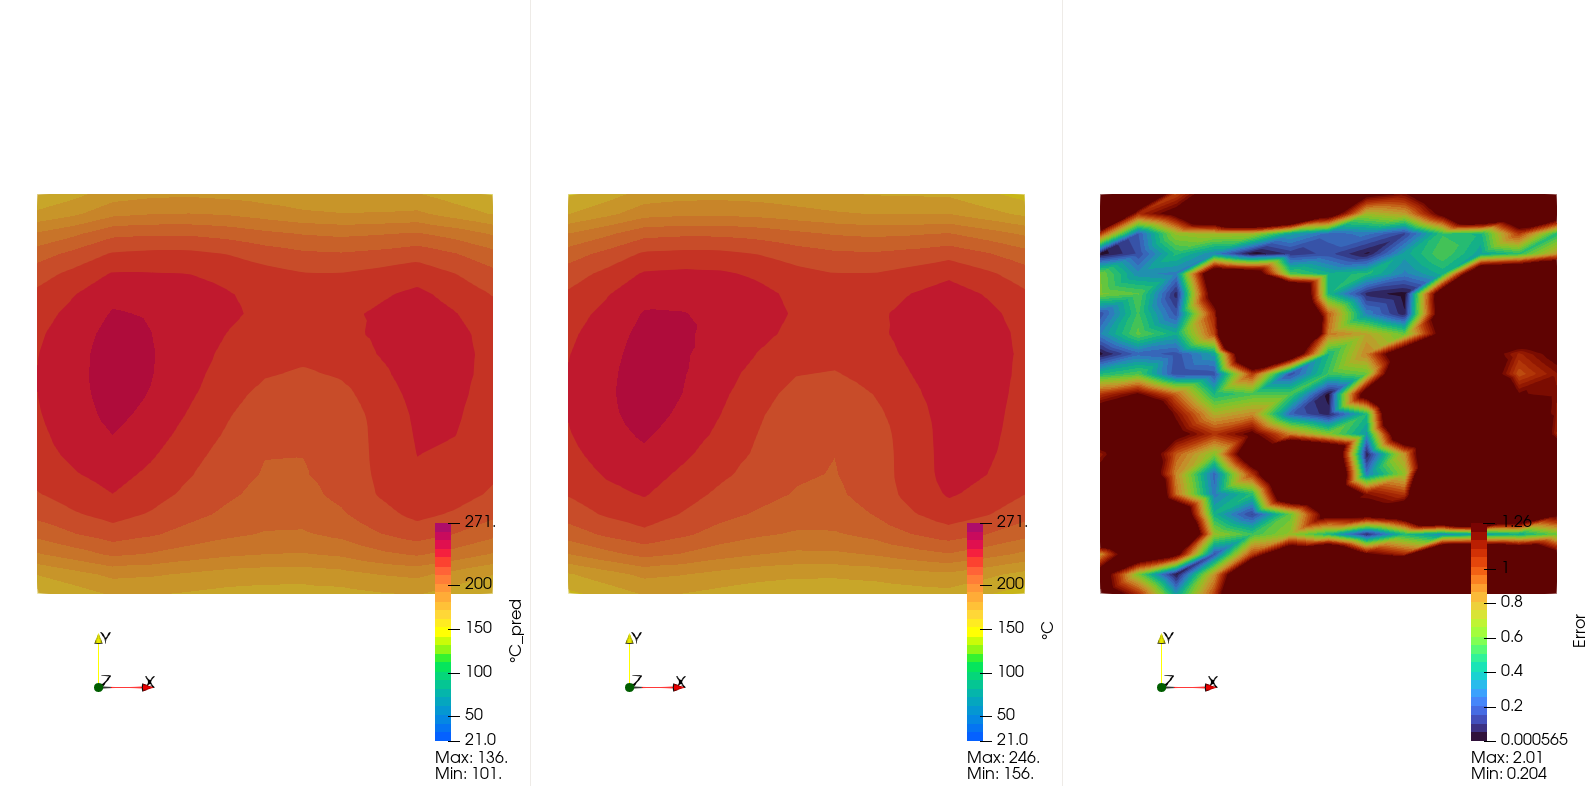 271.
200
150
100
50
21.0
°C_pred
Max: 136.
Min: 101.
Y
Z
X
271.
200
150
100
50
21.0
°C
Max: 246.
Min: 156.
Y
Z
X
1.26
1
0.8
0.6
0.4
0.2
0.000565
Error
Max: 2.01
Min: 0.204
Y
Z
X